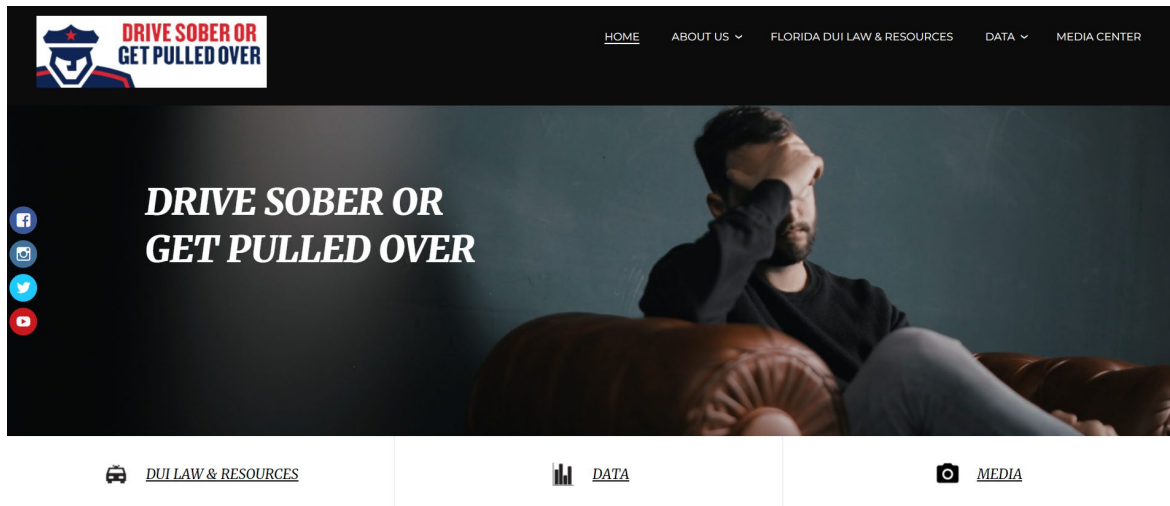 DRIVE SOBER OR
GET PULLED OVER
HOME
ABOUT US
FLORIDA DUI LAW & RESOURCES
DATA
MEDIA CENTER
DRIVE SOBER OR
GET PULLED OVER
DUI LAW & RESOURCES
DATA
MEDIA